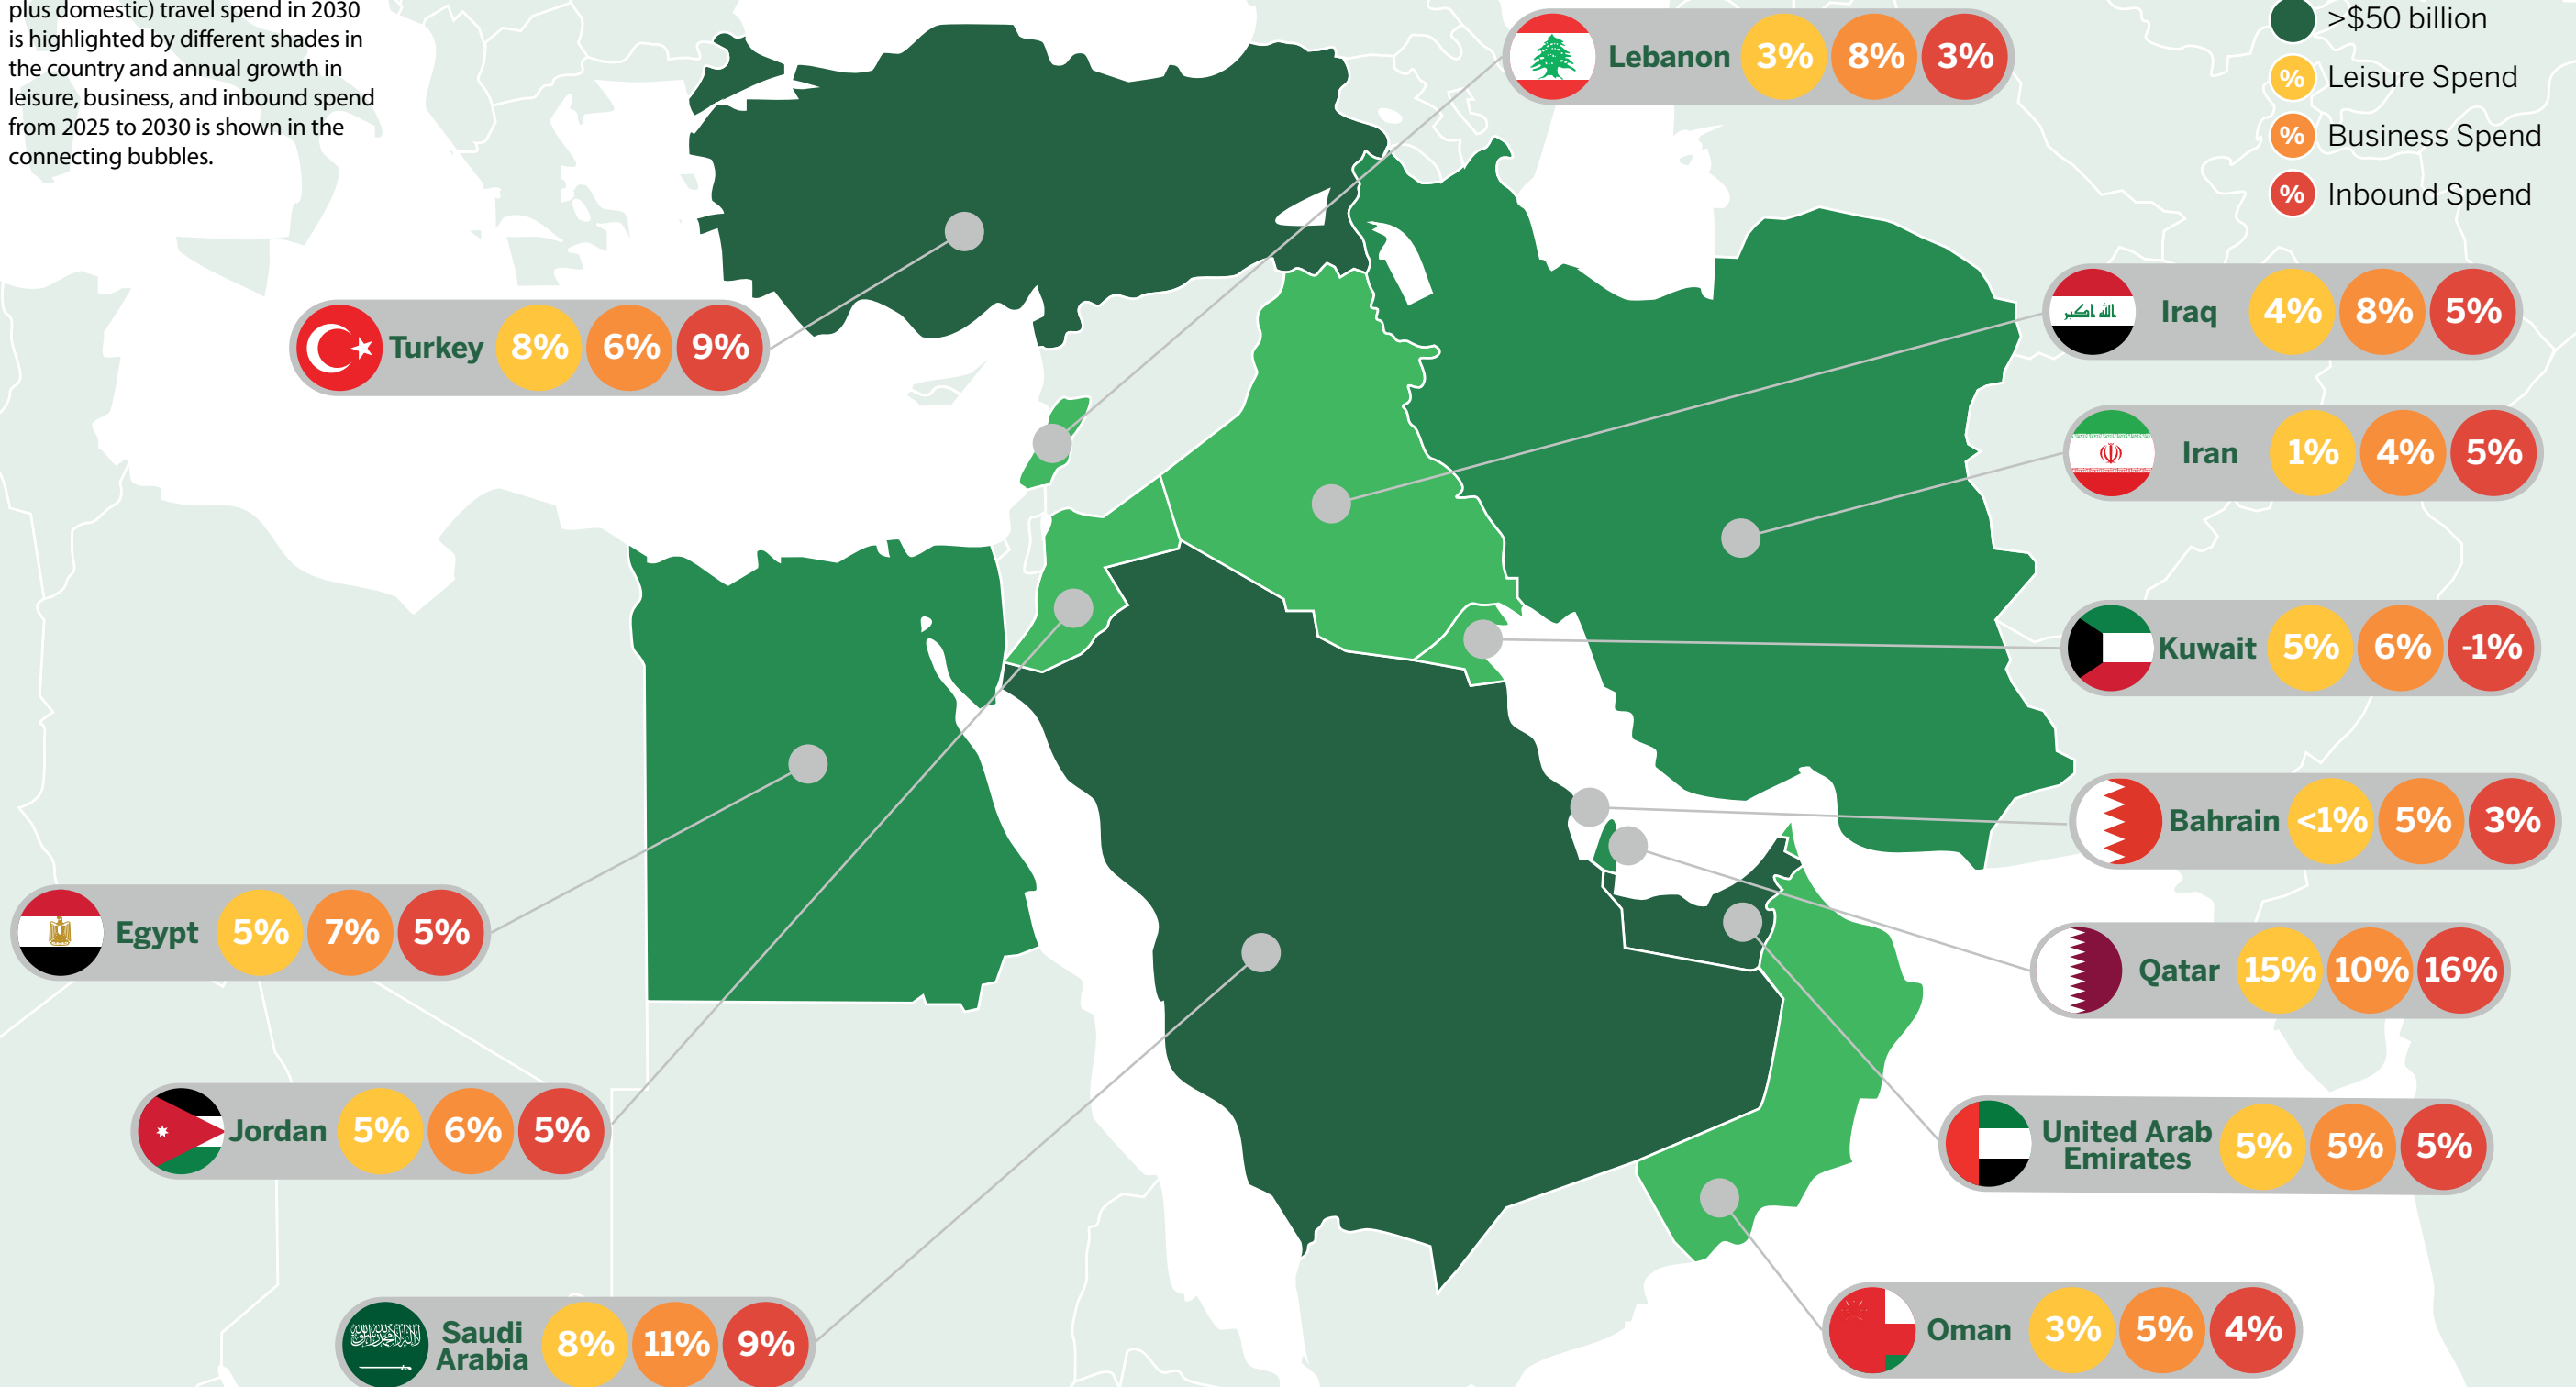 plus domestic) travel spend in 2030
is highlighted by different shades in
the country and annual growth in
leisure, business, and inbound spend
from 2025 to 2030 is shown in the
connecting bubbles.
>$50 billion
% Leisure Spend
% Business Spend
% Inbound Spend
Lebanon 3% 8% 3%
Turkey 8% 6% 9%
الله اكبر Iraq 4% 8% 5%
Iran 1% 4% 5%
Kuwait 5% 6% -1%
Bahrain <1% 5% 3%
Egypt 5% 7% 5%
Qatar 15% 10% 16%
Jordan 5% 6% 5%
United Arab
Emirates 5% 5% 5%
Saudi
Arabia 8% 11% 9%
Oman 3% 5% 4%